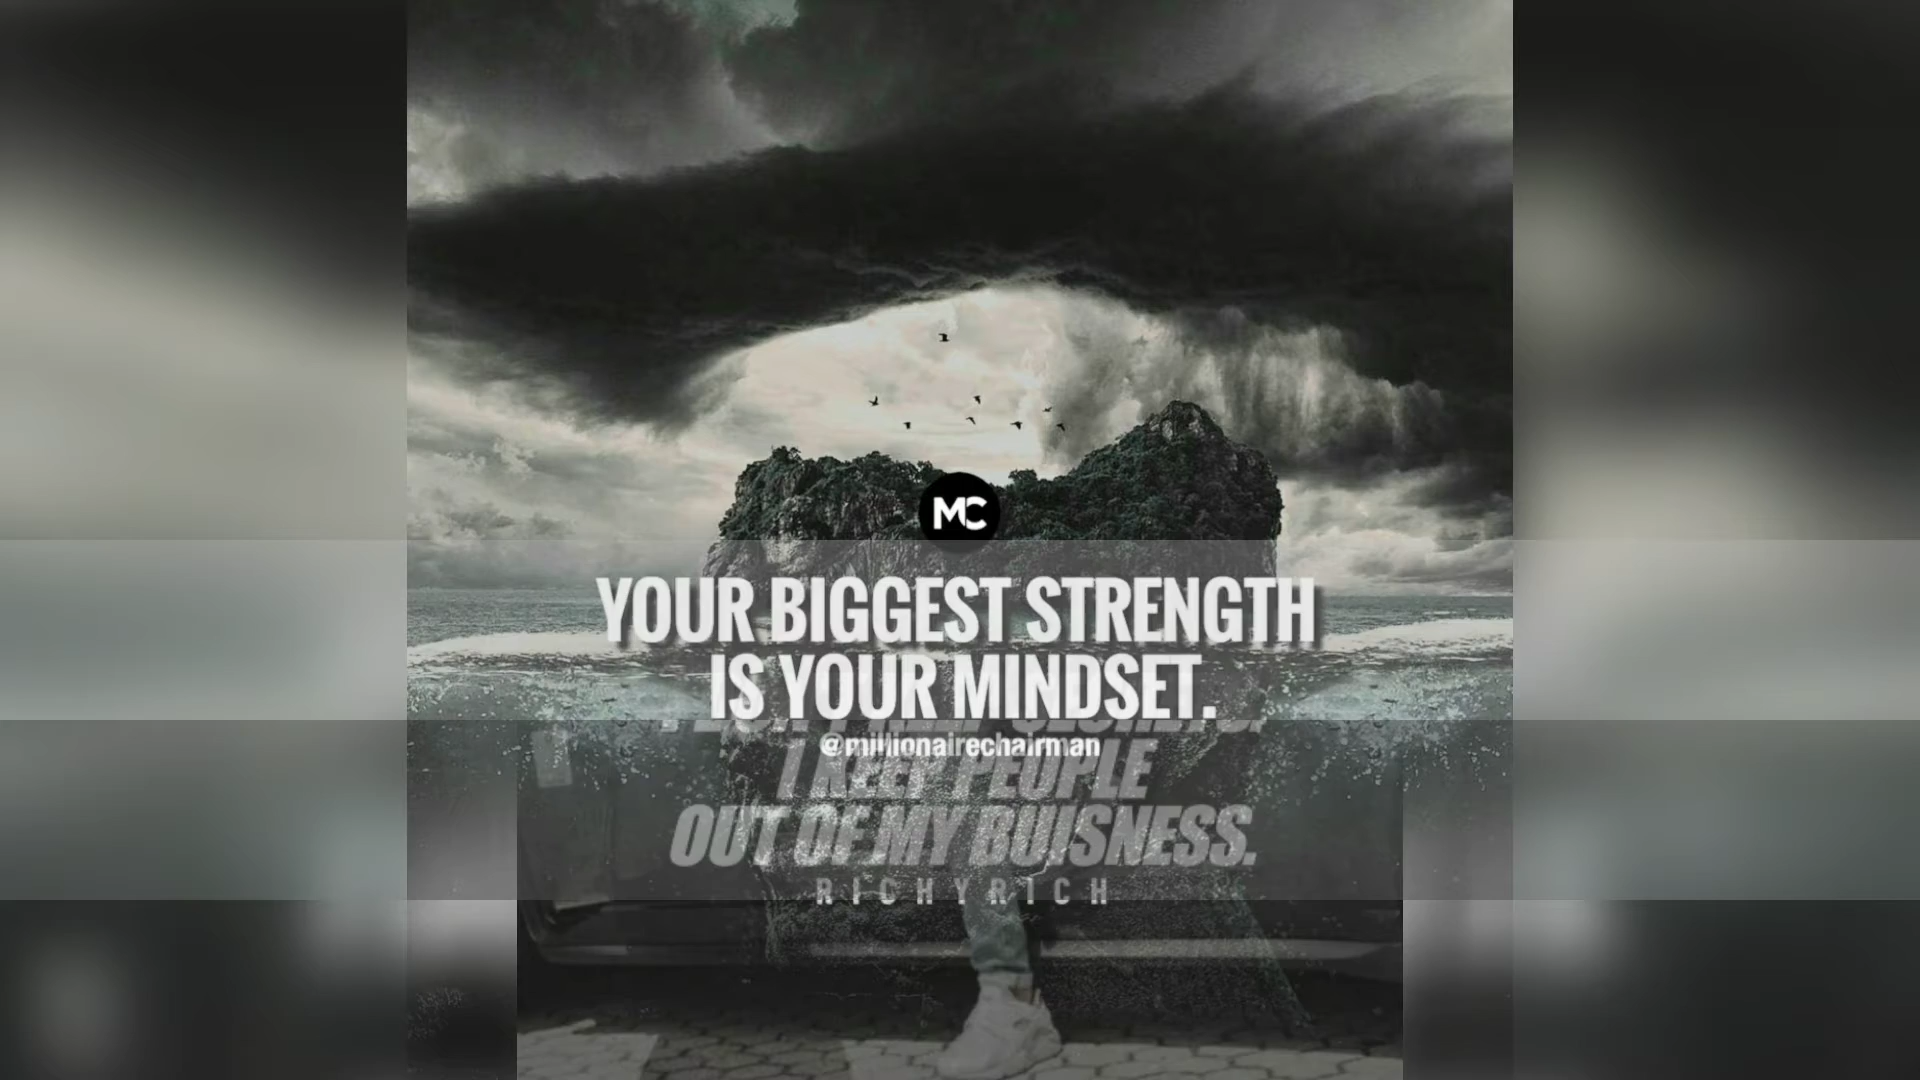 MC
YOUR BIGGEST STRENGTH
IS YOUR MINDSET.
@millionairechairman
I KEEP PEOPLE
OUT OF MY BUISNESS.
RICHYRICH